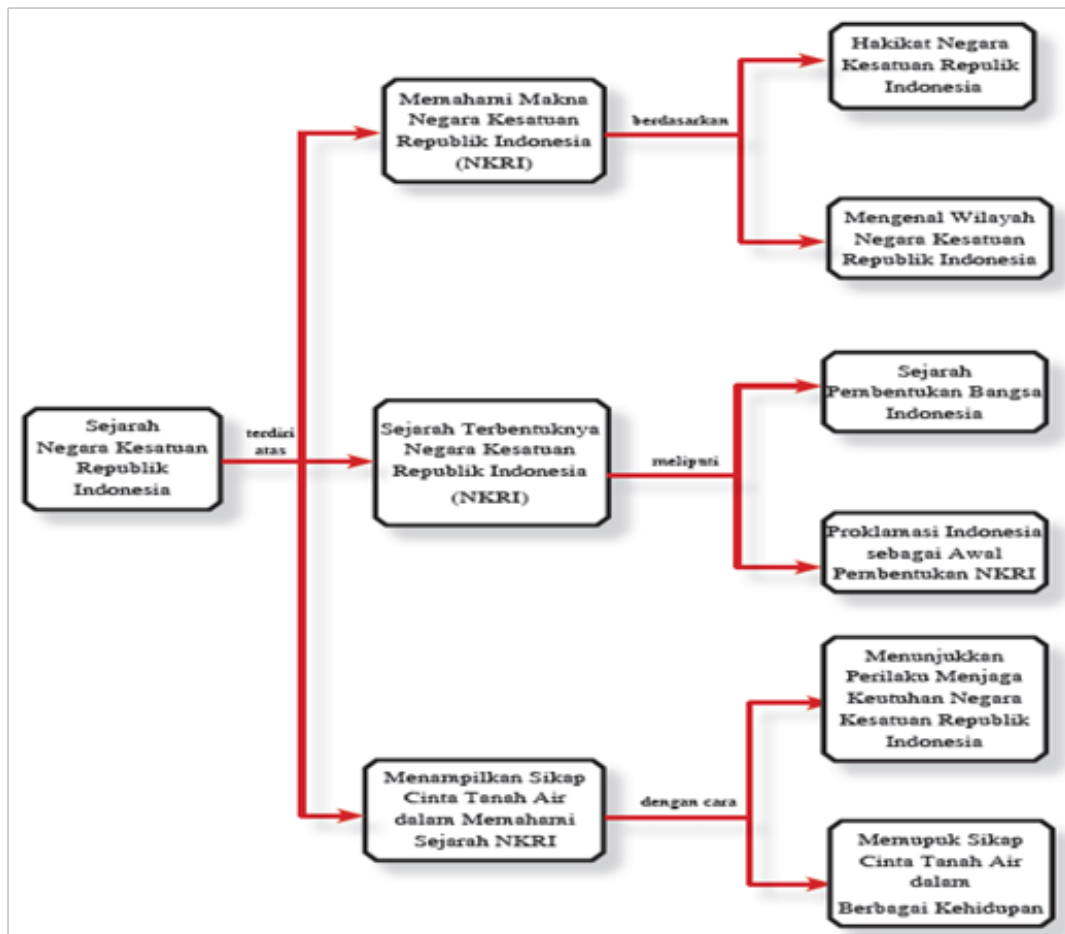 Sejarah
Negara Kesatuan
Republik
Indonesia
terdiri
atas
Memahami Makna
Negara Kesatuan
Republik Indonesia
(NKRI)
berdasarkan
Hakikat Negara
Kesatuan Repulik
Indonesia
Mengenal Wilayah
Negara Kesatuan
Republik Indonesia
Sejarah Terbentuknya
Negara Kesatuan
Republik Indonesia
(NKRI)
meliputi
Sejarah
Pembentukan Bangsa
Indonesia
Proklamasi Indonesia
sebagai Awal
Pembentukan NKRI
Menampilkan Sikap
Cinta Tanah Air
dalam Memahami
Sejarah NKRI
dengan cara
Menunjukkan
Perilaku Menjaga
Keutuhan Negara
Kesatuan Republik
Indonesia
Memupuk Sikap
Cinta Tanah Air
dalam
Berbagai Kehidupan